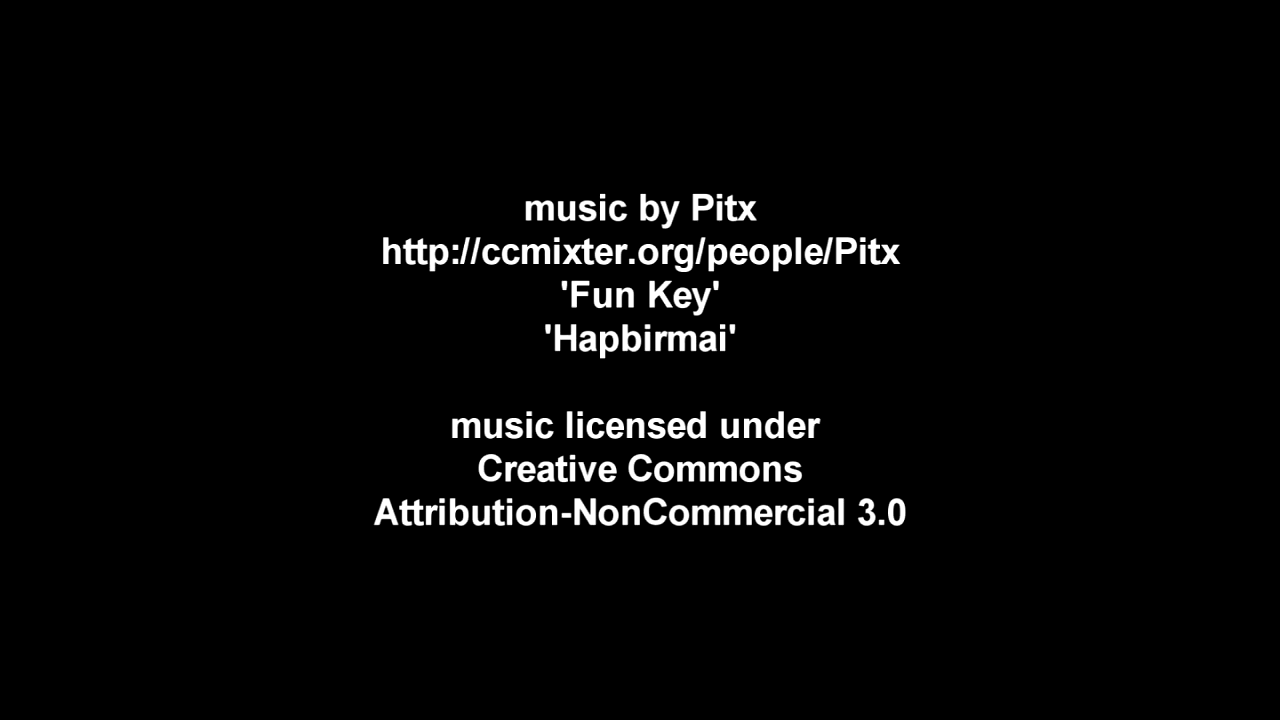 music by Pitx
http://ccmixter.org/people/Pitx
'Fun Key'
'Hapbirmai'
music licensed under
Creative Commons
Attribution-NonCommercial 3.0